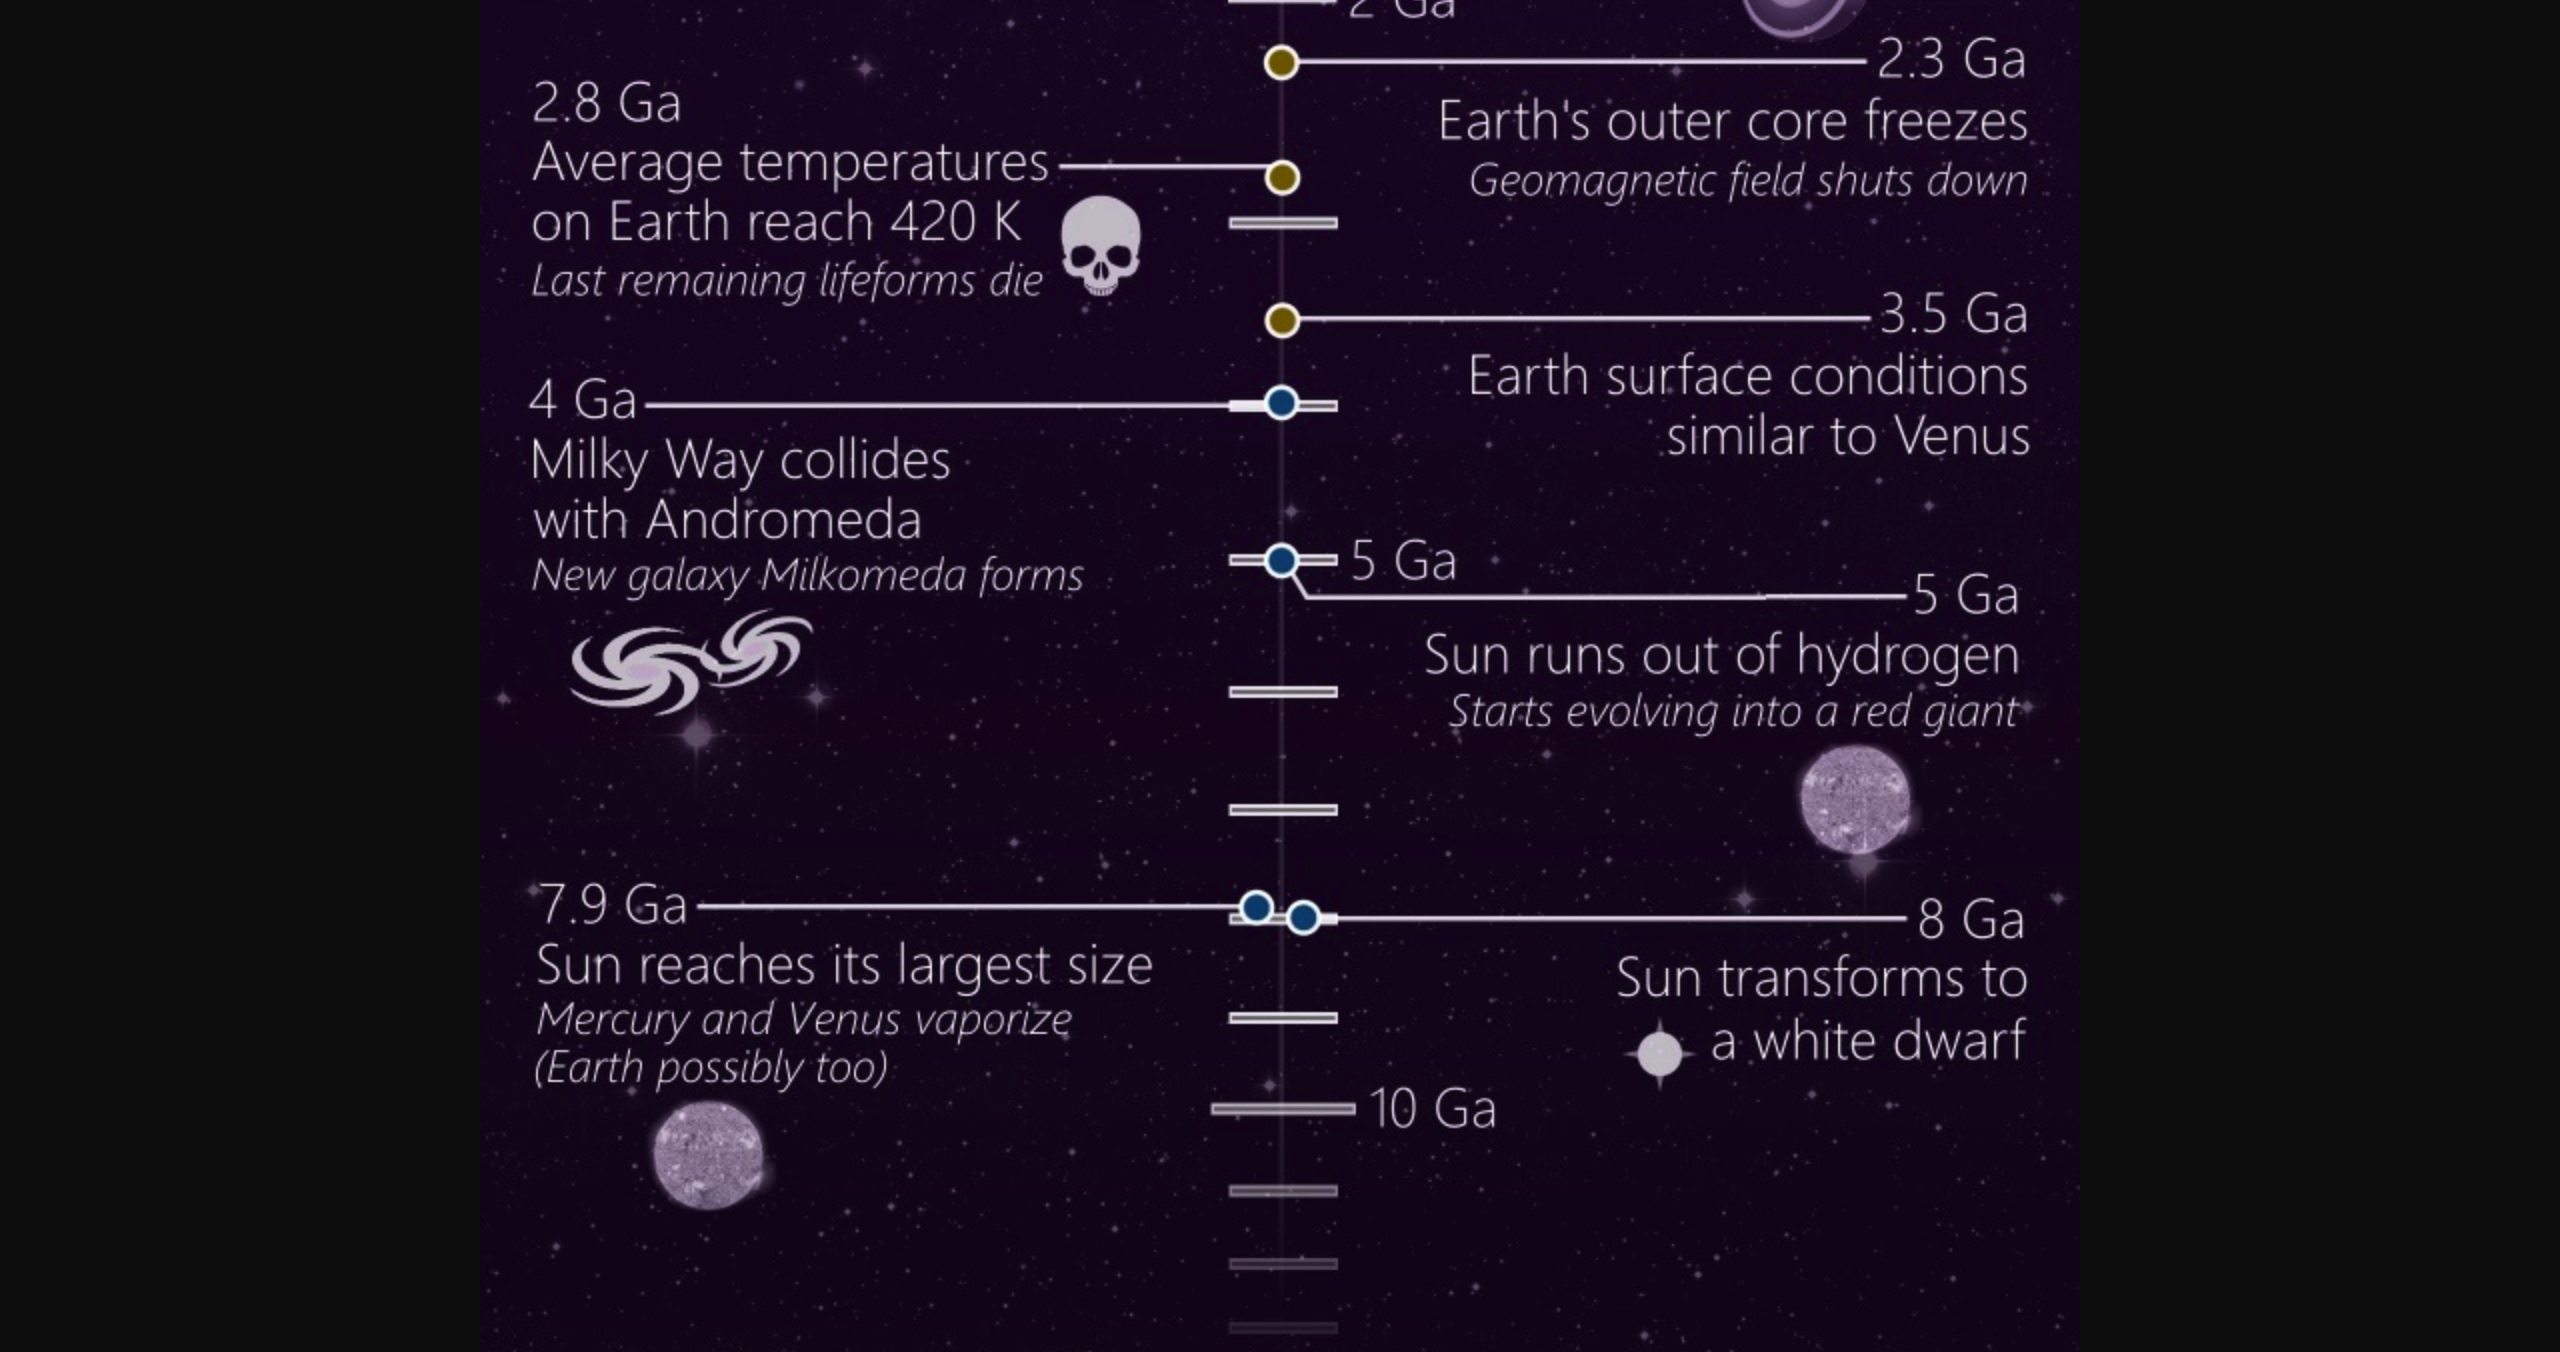 2 Ga
2.3 Ga
Earth's outer core freezes
Geomagnetic field shuts down
2.8 Ga
Average temperatures
on Earth reach 420 K
Last remaining lifeforms die
3.5 Ga
Earth surface conditions
similar to Venus
4 Ga
Milky Way collides
with Andromeda
New galaxy Milkomeda forms
5 Ga
5 Ga
Sun runs out of hydrogen
Starts evolving into a red giant
7.9 Ga
Sun reaches its largest size
Mercury and Venus vaporize
(Earth possibly too)
8 Ga
Sun transforms to
a white dwarf
10 Ga